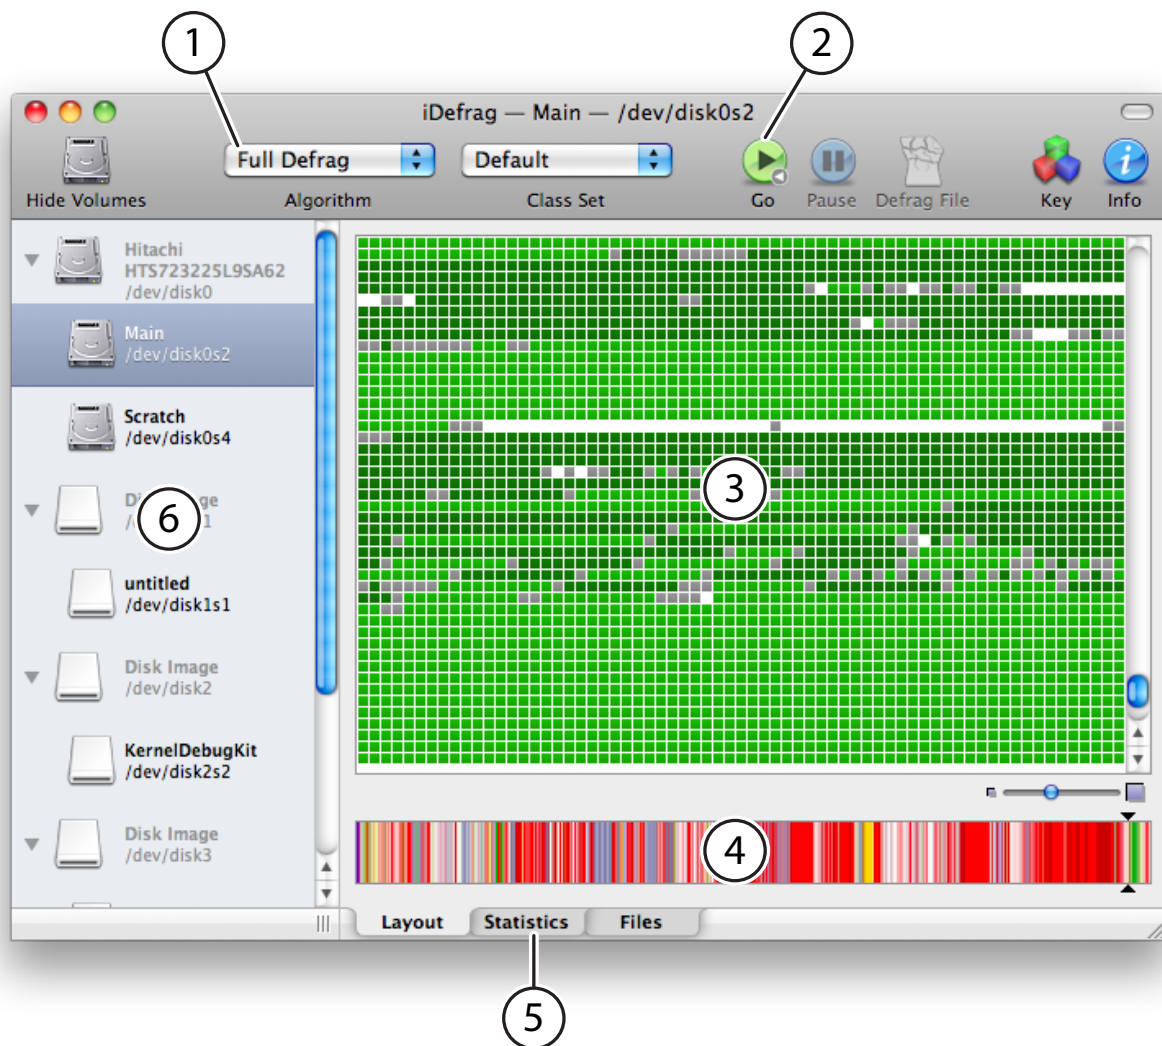 1
2
iDefrag — Main — /dev/disk0s2
Full Defrag
Default
Hide Volumes
Algorithm
Class Set
Go
Pause
Defrag File
Key
Info
Hitachi
HTS723225L9SA62
/dev/disk0
Main
/dev/disk0s2
Scratch
/dev/disk0s4
6
untitled
/dev/disk1s1
Disk Image
/dev/disk2
KernelDebugKit
/dev/disk2s2
Disk Image
/dev/disk3
3
4
Layout
Statistics
Files
5